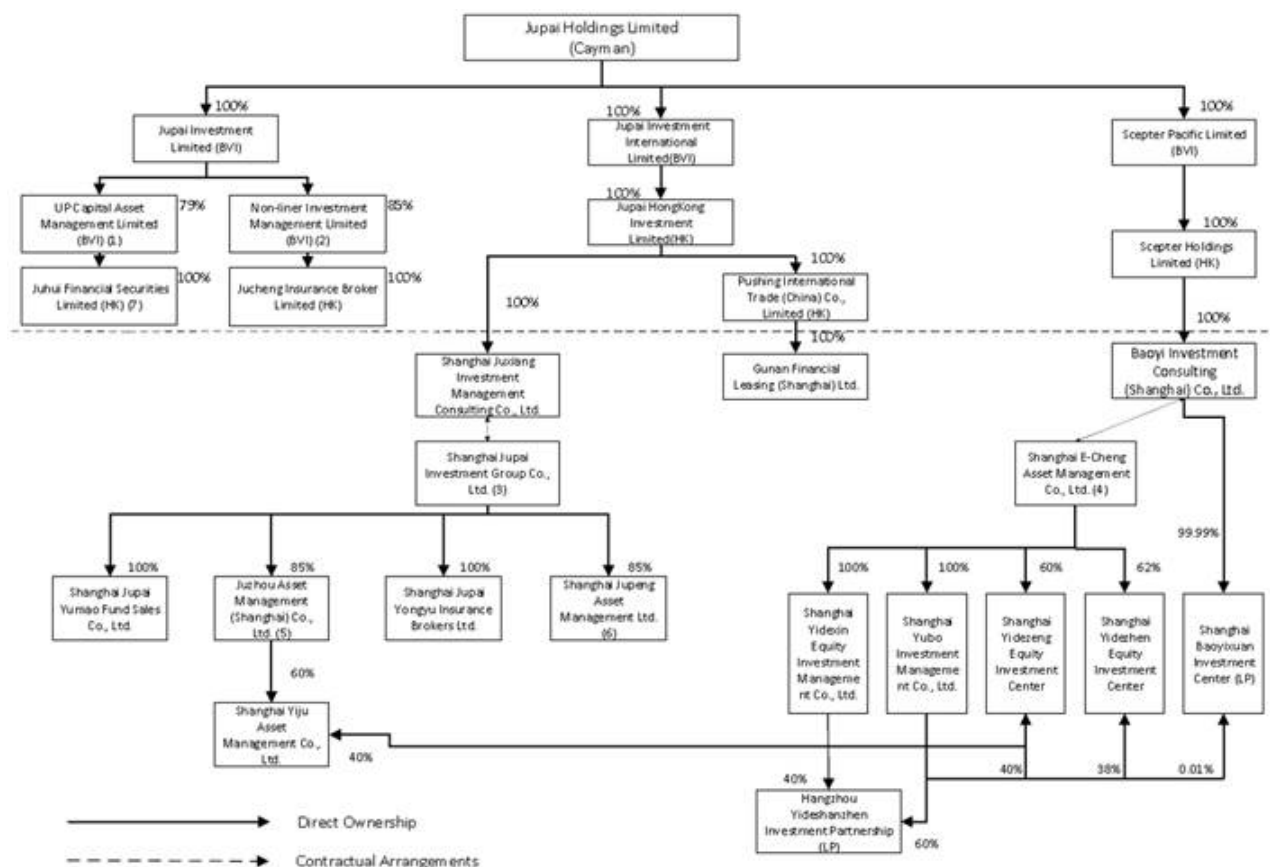 Jupai Holdings Limited
(Cayman)
100%
100%
100%
Jupai Investment
Limited (BVI)
Jupai Investment
International
Limited(BVI)
Scepter Pacific Limited
(BVI)
UP Capital Asset
Management Limited
(BVI) (1)
79%
Non-liner Investment
Management Limited
(BVI) (2)
85%
100%
Jupai HongKong
Investment
Limited(HK)
100%
Scepter Holdings
Limited (HK)
Juhui Financial Securities
Limited (HK) (7)
100%
Jucheng Insurance Broker
Limited (HK)
100%
100%
100%
Pushing International
Trade (China) Co.,
Limited (HK)
100%
100%
Shanghai Juxiang
Investment
Management
Consulting Co., Ltd.
Gunan Financial
Leasing (Shanghai) Ltd.
Baoyi Investment
Consulting
(Shanghai) Co., Ltd.
Shanghai Jupai
Investment Group Co.,
Ltd. (3)
Shanghai E-Cheng
Asset Management
Co., Ltd. (4)
99.99%
100%
85%
100%
85%
100%
100%
60%
62%
Shanghai Jupai
Yumao Fund Sales
Co., Ltd.
Juzhou Asset
Management
(Shanghai) Co.,
Ltd. (5)
Shanghai Jupai
Yongyu Insurance
Brokers Ltd.
Shanghai Jupeng
Asset
Management Ltd.
(6)
Shanghai
Yidexin
Equity
Investment
Manageme
nt Co., Ltd.
Shanghai
Yubo
Investment
Manageme
nt Co., Ltd.
Shanghai
Yidezeng
Equity
Investment
Center
Shanghai
Yidezhen
Equity
Investment
Center
Shanghai
Baoyixuan
Investment
Center (LP)
60%
Shanghai Yiju
Asset
Management Co.,
Ltd.
40%
40%
40%
38%
0.01%
Hangzhou
Yideshanzhen
Investment Partnership
(LP)
60%
Direct Ownership
Contractual Arrangements